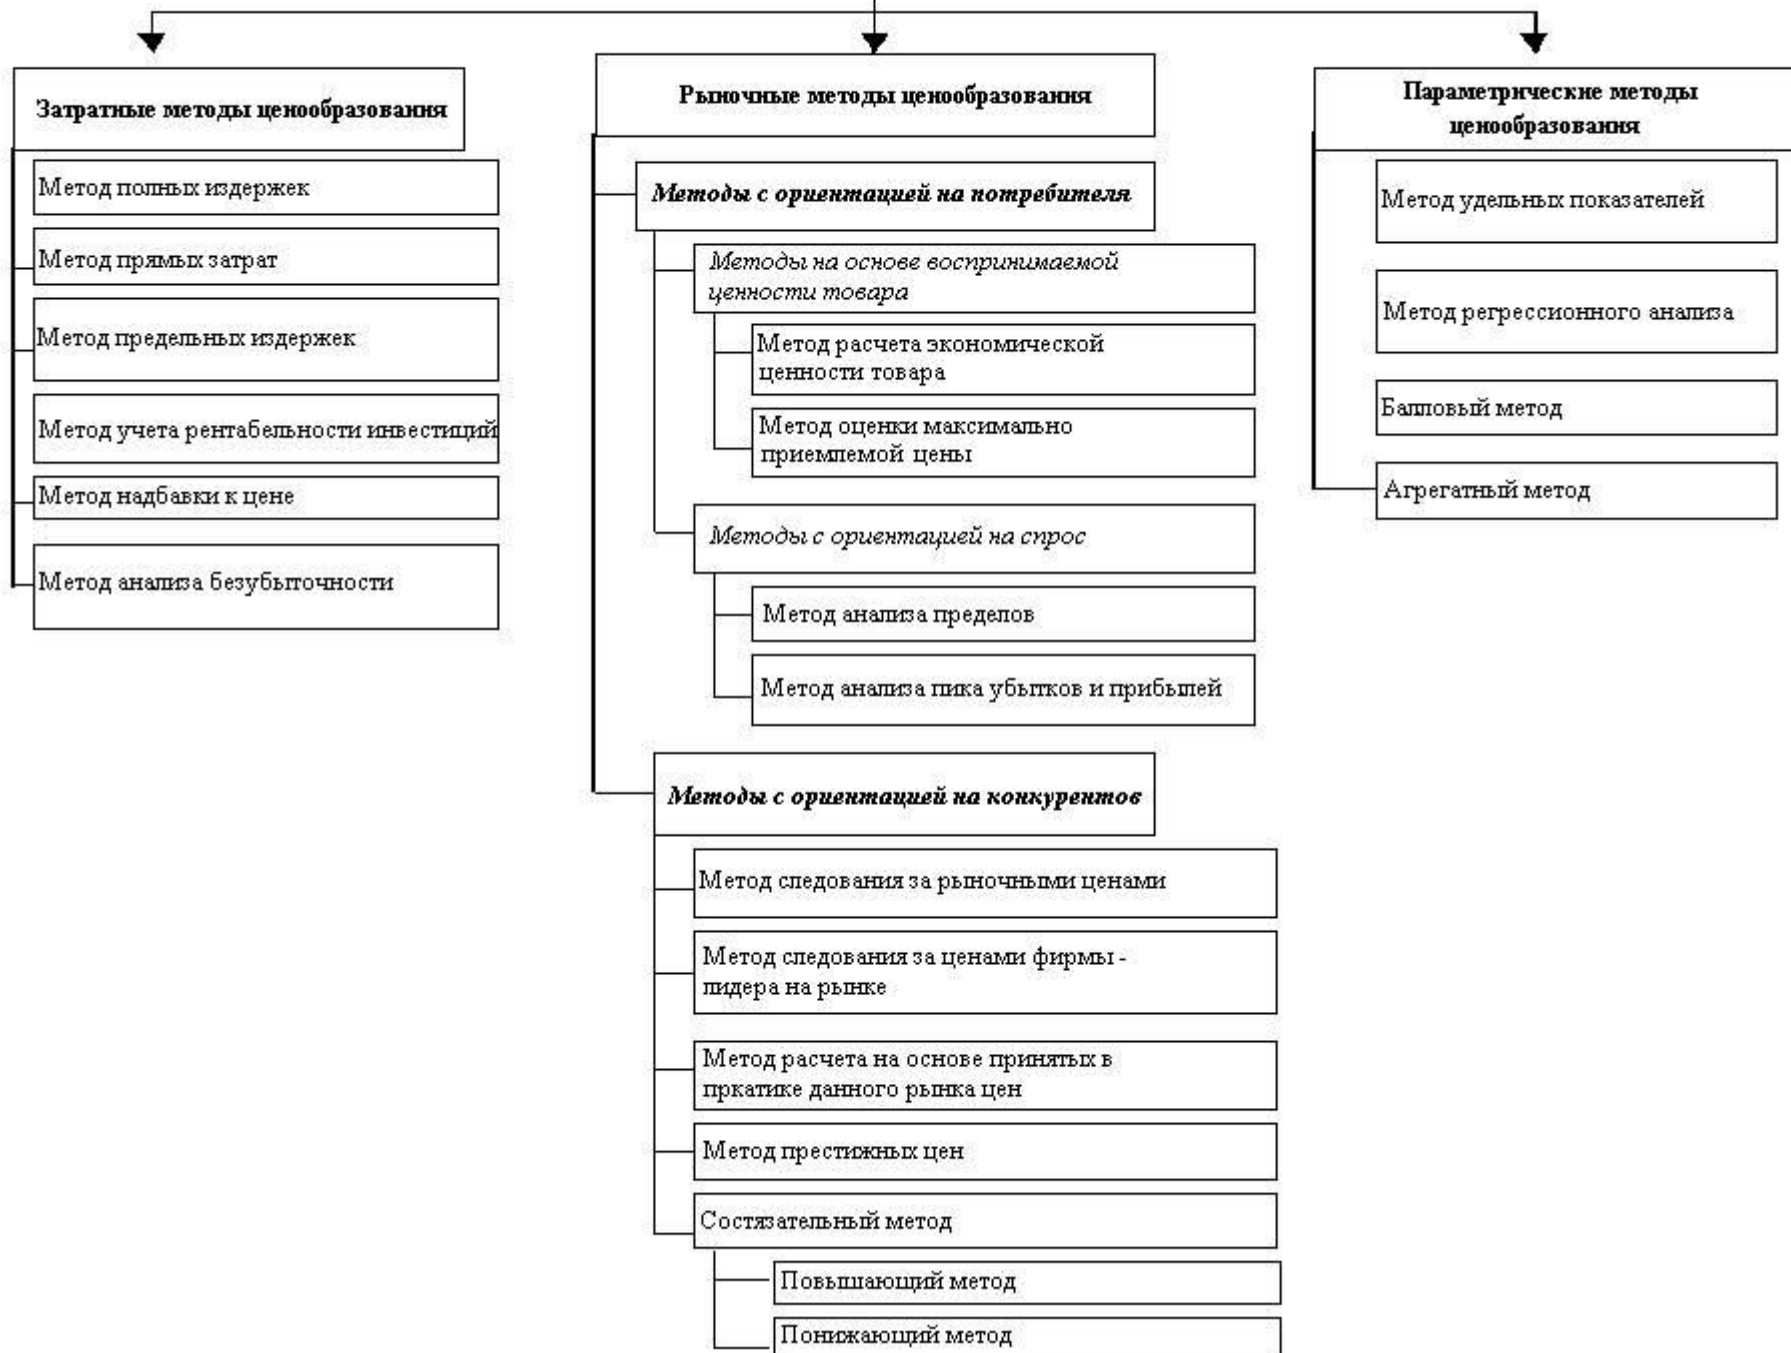 Затратные методы ценообразования
Метод полных издержек
Метод прямых затрат
Метод предельных издержек
Метод учета рентабельности инвестиций
Метод надбавки к цене
Метод анализа безубыточности
Рыночные методы ценообразования
Методы с ориентацией на потребителя
Методы на основе воспринимаемой
ценности товара
Метод расчета экономической
ценности товара
Метод оценки максимально
приемлемой цены
Методы с ориентацией на спрос
Метод анализа пределов
Метод анализа пика убытков и прибылей
Методы с ориентацией на конкурентов
Метод следования за рыночными ценами
Метод следования за ценами фирмы -
лидера на рынке
Метод расчета на основе принятых в
пркатике данного рынка цен
Метод престижных цен
Состязательный метод
Повышающий метод
Понижающий метод
Параметрические методы
ценообразования
Метод удельных показателей
Метод регрессионного анализа
Балловый метод
Агрегатный метод